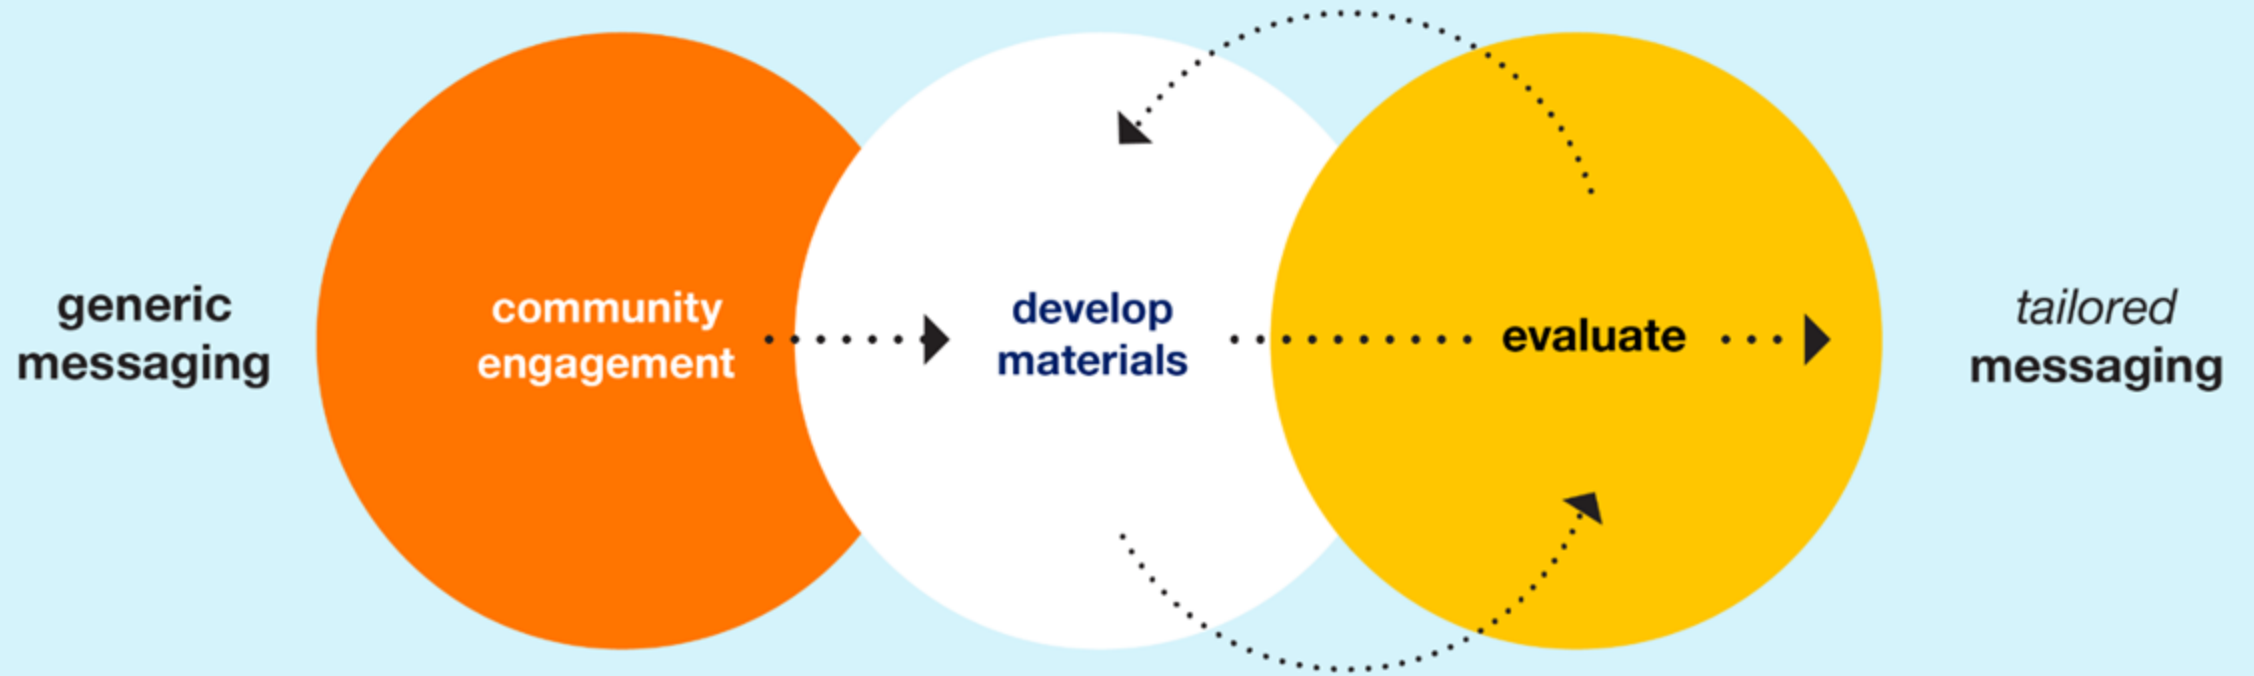 generic
messaging
community
engagement
develop
materials
evaluate
tailored
messaging